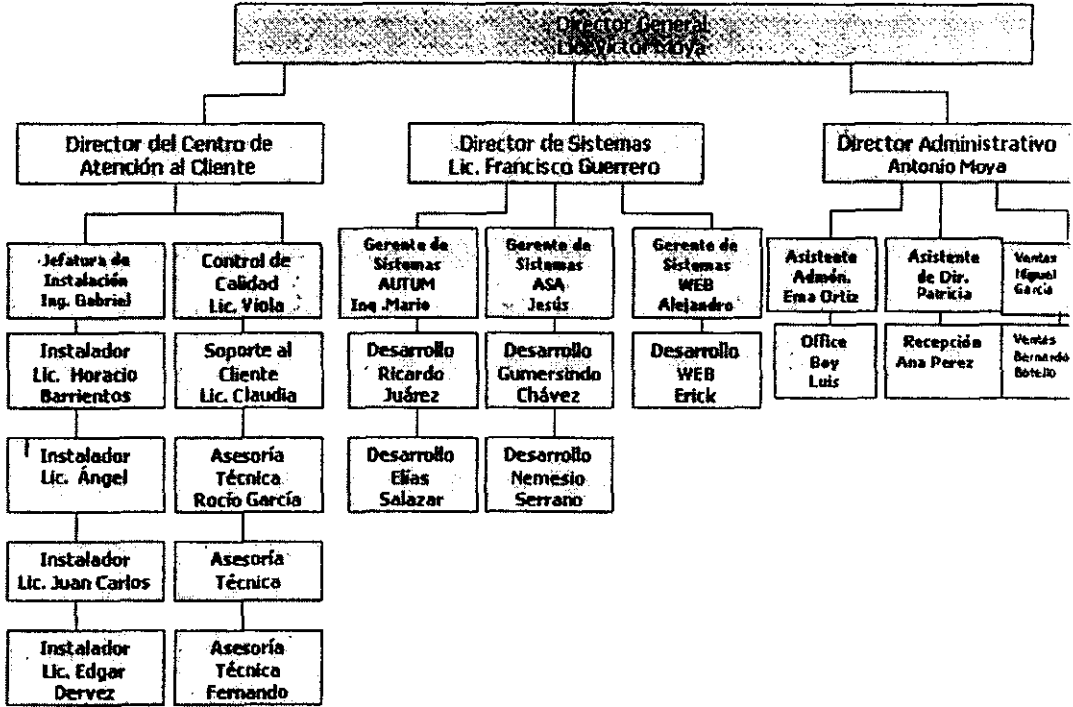 Director General
Lic. Victor Moya
Director del Centro de
Atención al Cliente
Director de Sistemas
Lic. Francisco Guerrero
Director Administrativo
Antonio Moya
Jefatura de
Instalación
Ing. Gabriel
Control de
Calidad
Lic. Viola
Gerente de
Sistemas
AUTUM
Ing .Mario
Gerente de
Sistemas
ASA
Jesús
Gerente de
Sistemas
WEB
Alejandro
Asistente
Admón.
Ema Ortiz
Asistente
de Dir.
Patricia
Ventas
Miguel
García
Instalador
Lic. Horacio
Barrientos
Soporte al
Cliente
Lic. Claudia
Desarrollo
Ricardo
Juárez
Desarrollo
Gumersindo
Chávez
Desarrollo
WEB
Erick
Office
Boy
Luis
Recepción
Ana Perez
Ventas
Bernardo
Botello
Instalador
Lic. Ángel
Asesoría
Técnica
Rocío García
Desarrollo
Elías
Salazar
Desarrollo
Nemesio
Serrano
Instalador
Lic. Juan Carlos
Asesoría
Técnica
Instalador
Lic. Edgar
Dervez
Asesoría
Técnica
Fernando